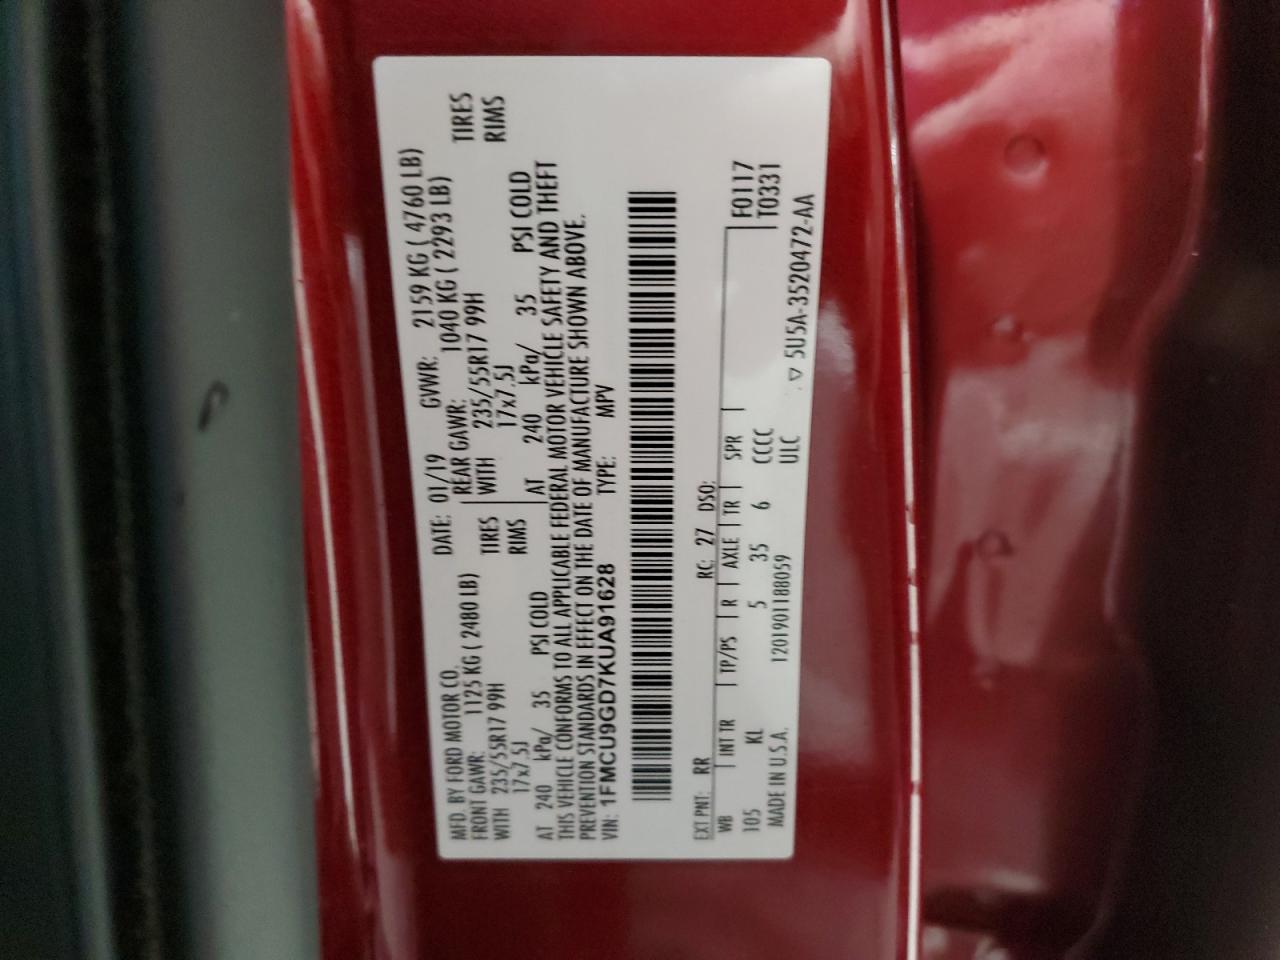 MFD. BY FORD MOTOR CO. DATE: 01/19 GVWR: 2159 KG ( 4760 LB)
FRONT GAWR: 1125 KG ( 2480 LB) REAR GAWR: 1040 KG ( 2293 LB)
WITH 235/55R17 99H TIRES WITH 235/55R17 99H TIRES
17x7.5J RIMS 17x7.5J RIMS
AT 240 kPa/ 35 PSI COLD AT 240 kPa/ 35 PSI COLD
THIS VEHICLE CONFORMS TO ALL APPLICABLE FEDERAL MOTOR VEHICLE SAFETY AND THEFT
PREVENTION STANDARDS IN EFFECT ON THE DATE OF MANUFACTURE SHOWN ABOVE.
VIN: 1FMCU9GD7KUA91628 TYPE: MPV
EXT PNT: RR RC: 27 DSO: F0117
WB INT TR TP/PS R AXLE TR SPR T0331
105 KL 5 35 6 CCCC
MADE IN U.S.A. 1201901188059 ULC ▽ 5U5A-3520472-AA